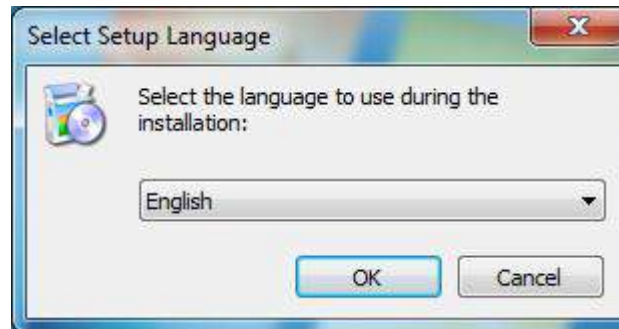 Select Setup Language
Select the language to use during the
installation:
English
OK
Cancel